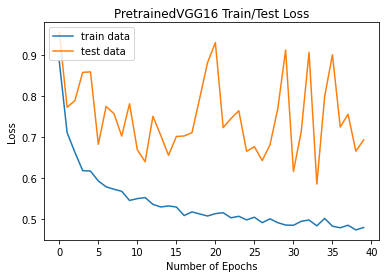 PretrainedVGG16 Train/Test Loss
train data
test data
Loss
0.9
0.8
0.7
0.6
0.5
0 5 10 15 20 25 30 35 40
Number of Epochs